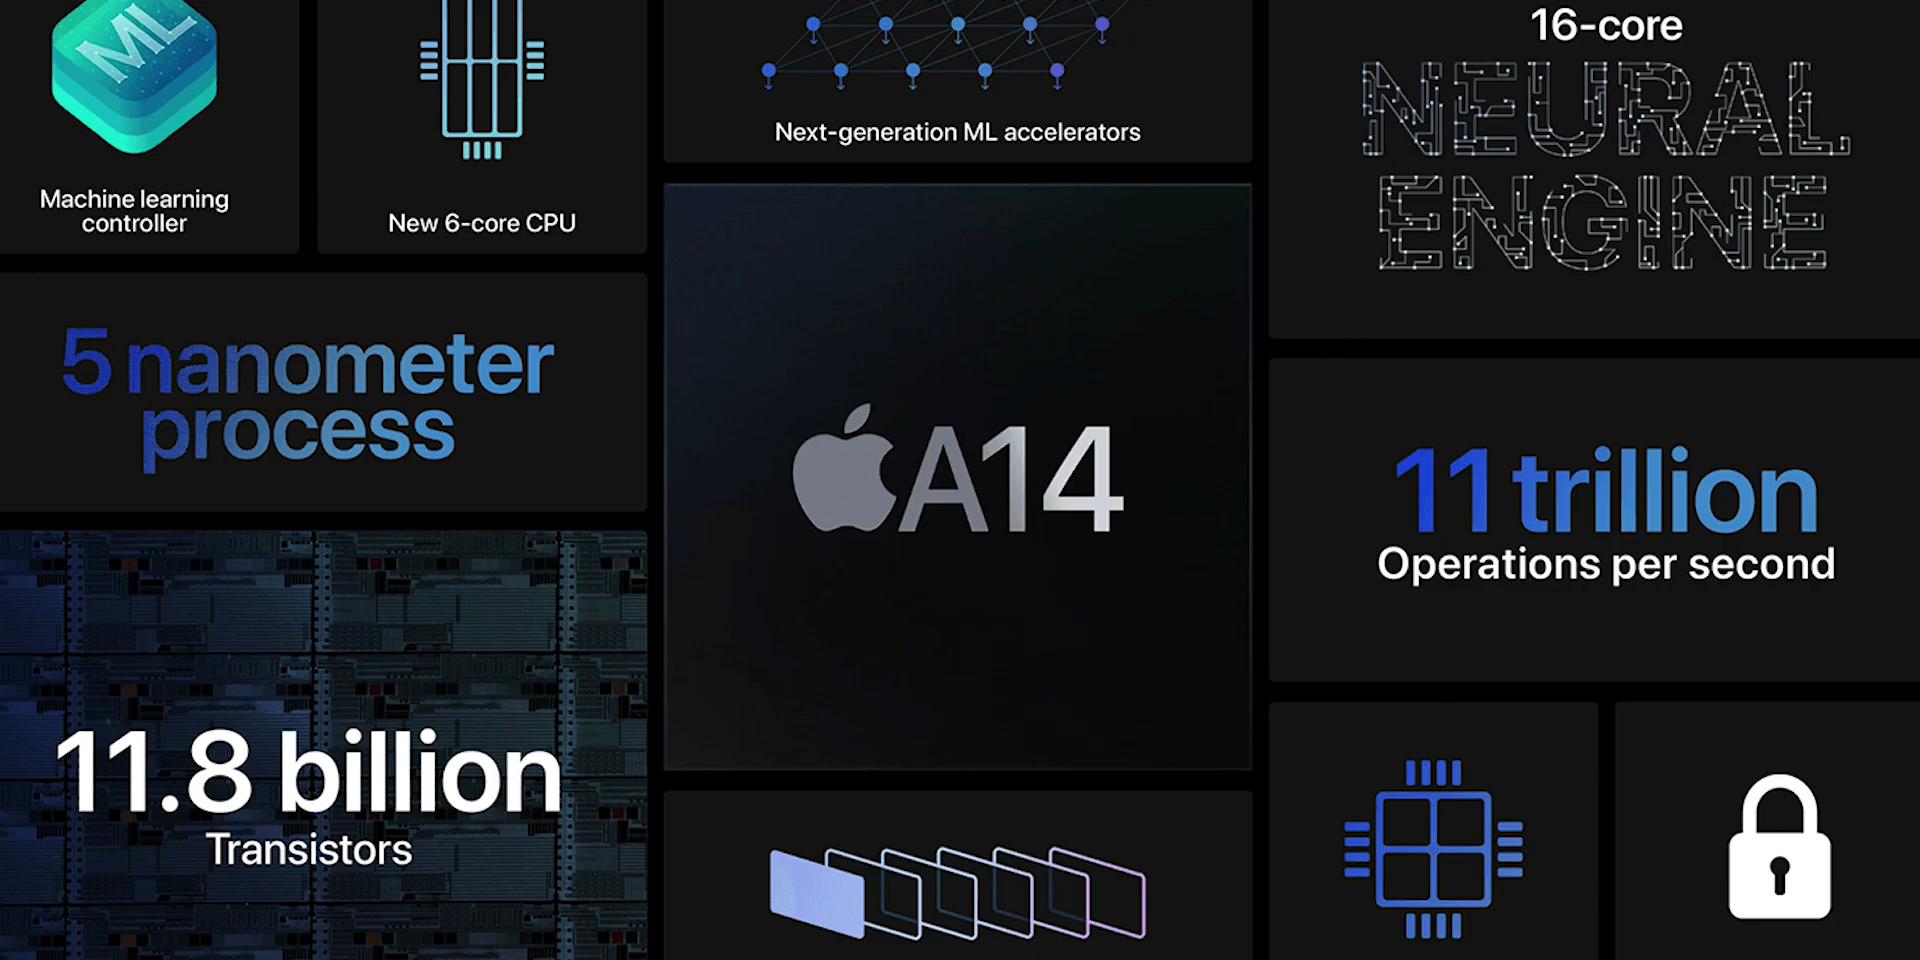 ML
Machine learning
controller
New 6-core CPU
Next-generation ML accelerators
16-core
NEURAL
ENGINE
5 nanometer
process
A14
11 trillion
Operations per second
11.8 billion
Transistors